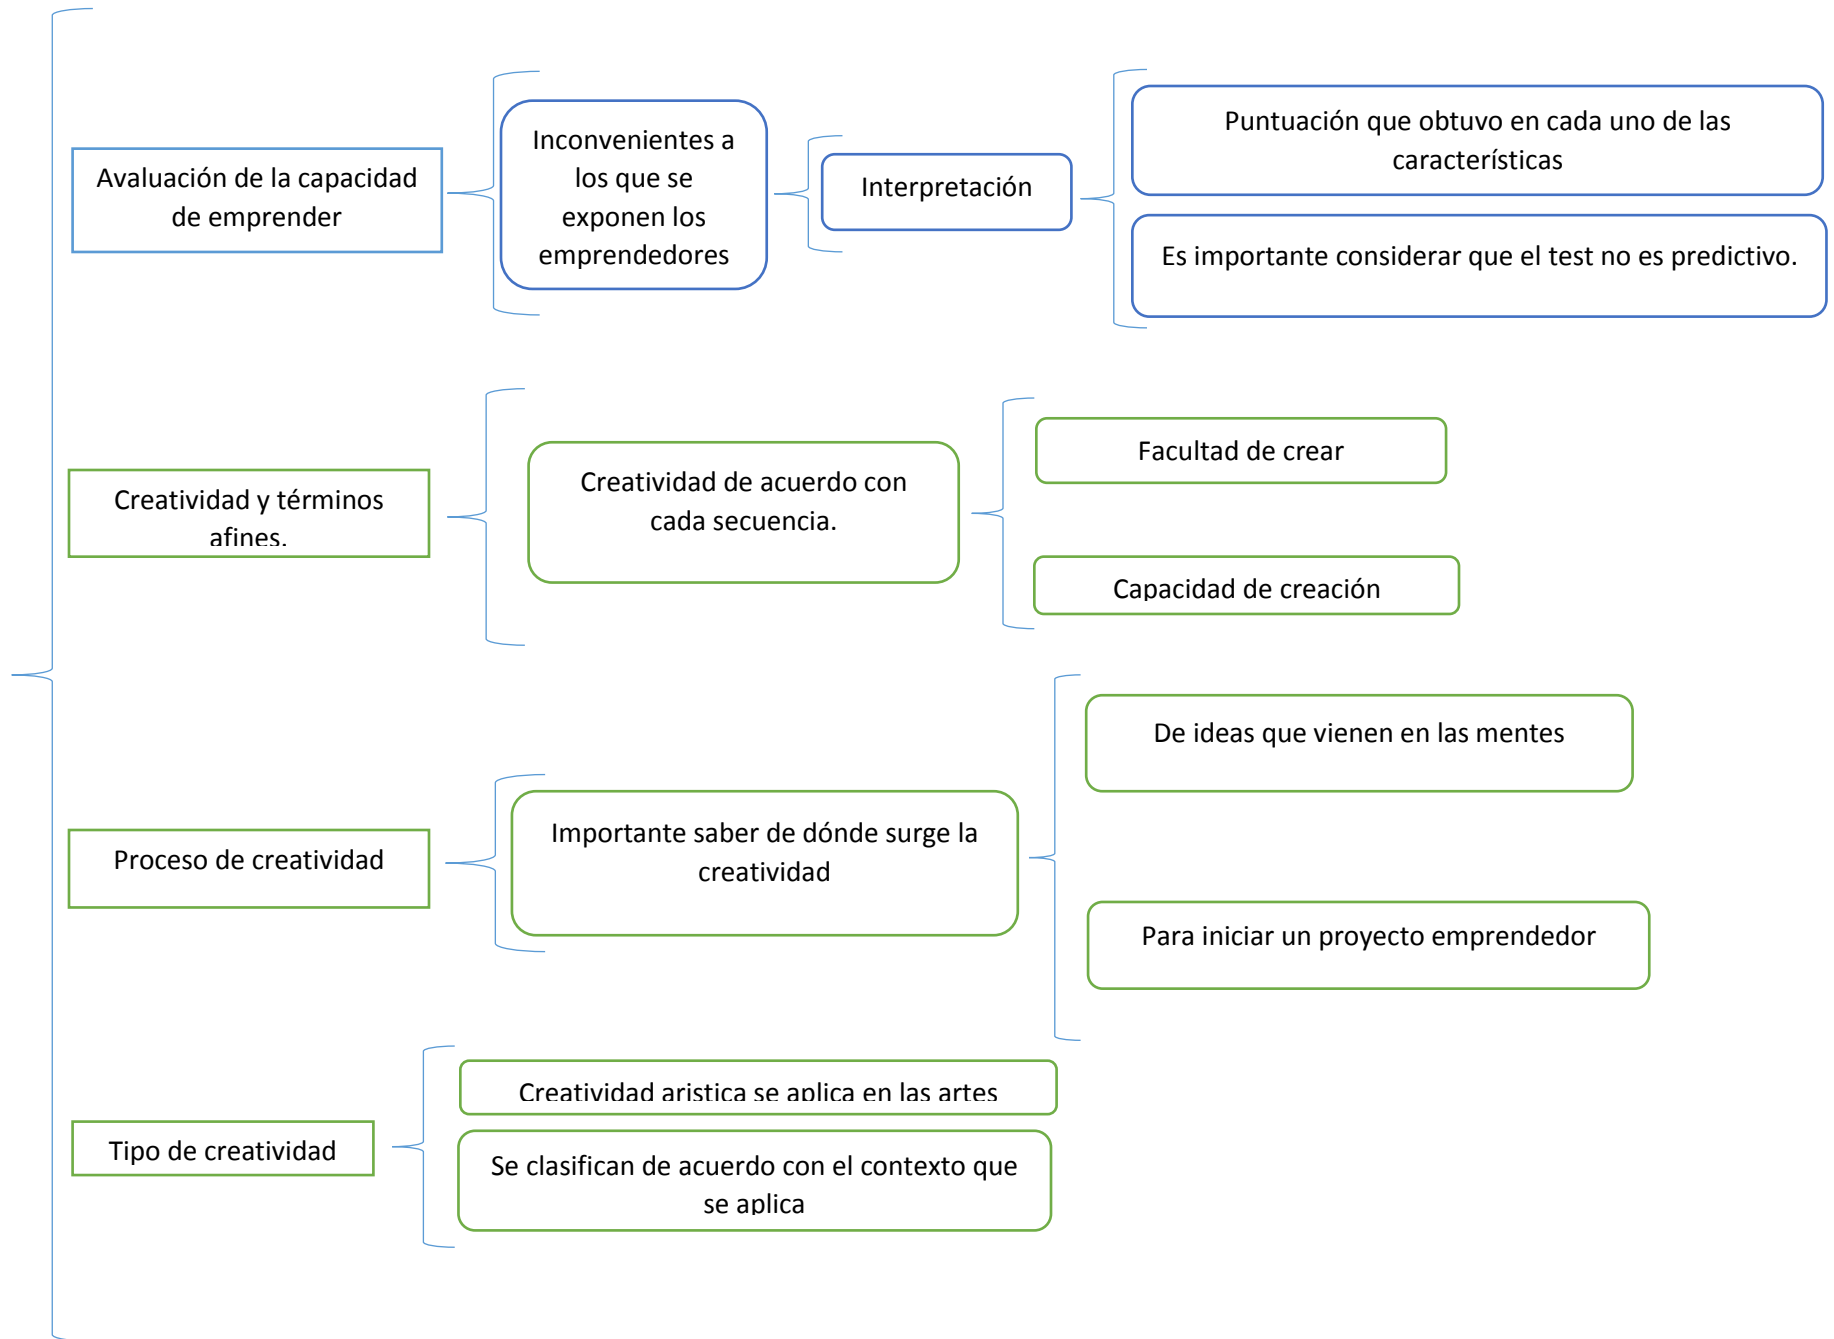 Avaluación de la capacidad
de emprender
Inconvenientes a
los que se
exponen los
emprendedores
Interpretación
Puntuación que obtuvo en cada uno de las
características
Es importante considerar que el test no es predictivo.
Creatividad y términos
afines.
Creatividad de acuerdo con
cada secuencia.
Facultad de crear
Capacidad de creación
Proceso de creatividad
Importante saber de dónde surge la
creatividad
De ideas que vienen en las mentes
Para iniciar un proyecto emprendedor
Tipo de creatividad
Creatividad aristica se aplica en las artes
Se clasifican de acuerdo con el contexto que
se aplica